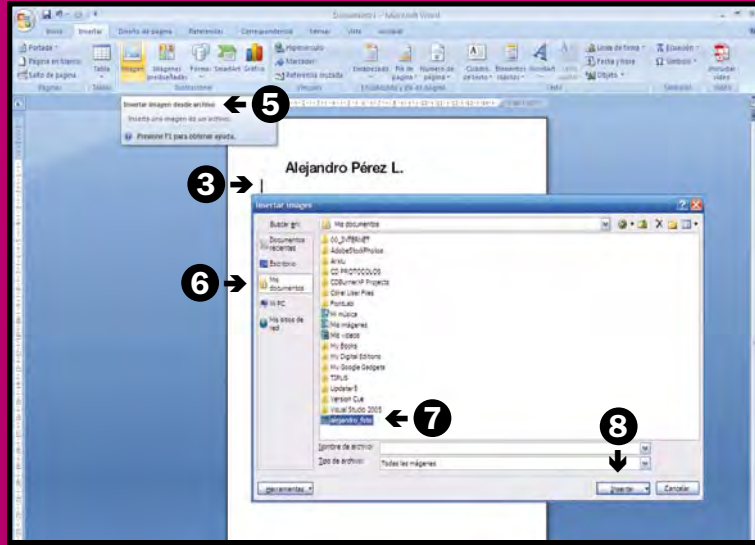 Documento1 - Microsoft Word
Inicio Insertar Diseño de página Referencias Correspondencia Revisar Vista Acrobat
Portada
Página en blanco
Salto de página
Tabla
Imagen
Imágenes prediseñadas
Formas
SmartArt
Gráfico
Hipervínculo
Marcador
Referencia cruzada
Encabezado
Pie de página
Número de página
Cuadro de texto
Elementos rápidos
WordArt
Línea de firma
Fecha y hora
Objeto
Ecuación
Símbolo
Páginas
Tablas
Ilustraciones
Vínculos
Encabezado y pie de página
Texto
Símbolos
Insertar imagen desde archivo
5
Inserta una imagen de un archivo.
Presione F1 para obtener ayuda.
Alejandro Pérez L.
3
Insertar imagen
Buscar en:
Mis documentos
Documentos recientes
Escritorio
6
Mis documentos
Mi PC
Mis sitios de red
00_INTERNET
AdobeStockPhotos
CD PROTOCOLOS
CDBurnerXP Projects
Corel User Files
FontLab
Mi música
Mis imágenes
Mis vídeos
My Books
My Digital Editions
My Google Gadgets
Updater5
Version Cue
Visual Studio 2005
alejandro_foto
7
8
Nombre de archivo:
Tipo de archivo:
Todas las imágenes
Herramientas
Insertar
Cancelar